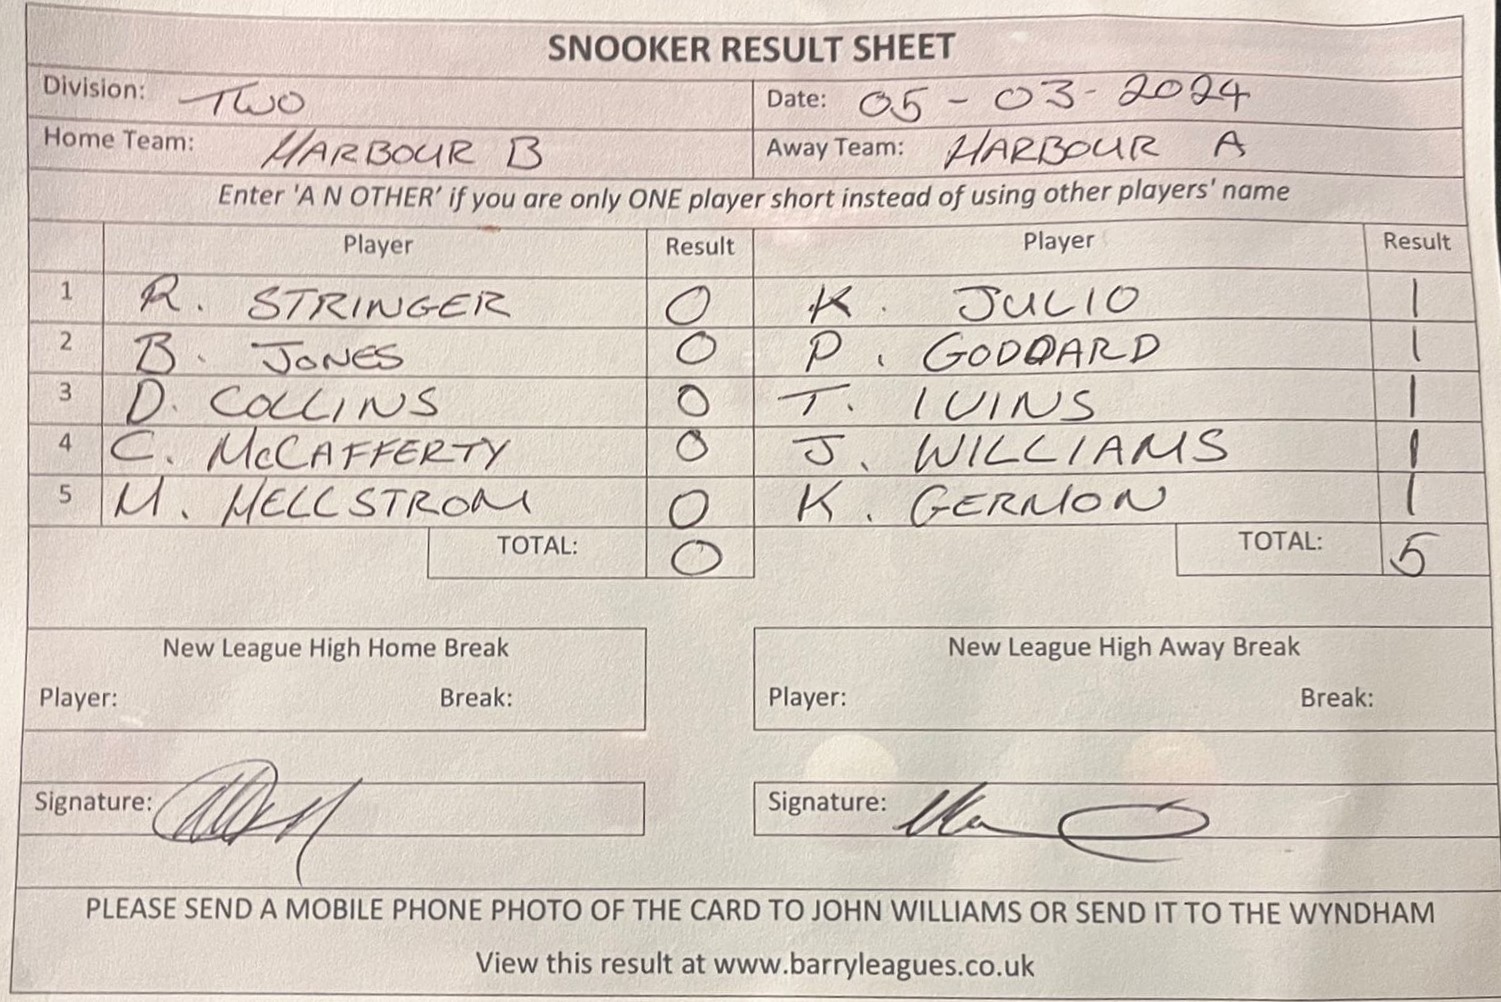 SNOOKER RESULT SHEET
Division: TWO Date: 05-03-2024
Home Team: HARBOUR B Away Team: HARBOUR A
Enter 'A N OTHER' if you are only ONE player short instead of using other players' name
Player Result Player Result
1 R. STRINGER 0 K. JULIO 1
2 B. JONES 0 P. GODDARD 1
3 D. COLLINS 0 T. IVINS 1
4 C. McCAFFERTY 0 J. WILLIAMS 1
5 M. HELLSTROM 0 K. GERMON 1
TOTAL: 0 TOTAL: 5
New League High Home Break New League High Away Break
Player: Break: Player: Break:
Signature: Signature:
PLEASE SEND A MOBILE PHONE PHOTO OF THE CARD TO JOHN WILLIAMS OR SEND IT TO THE WYNDHAM
View this result at www.barryleagues.co.uk